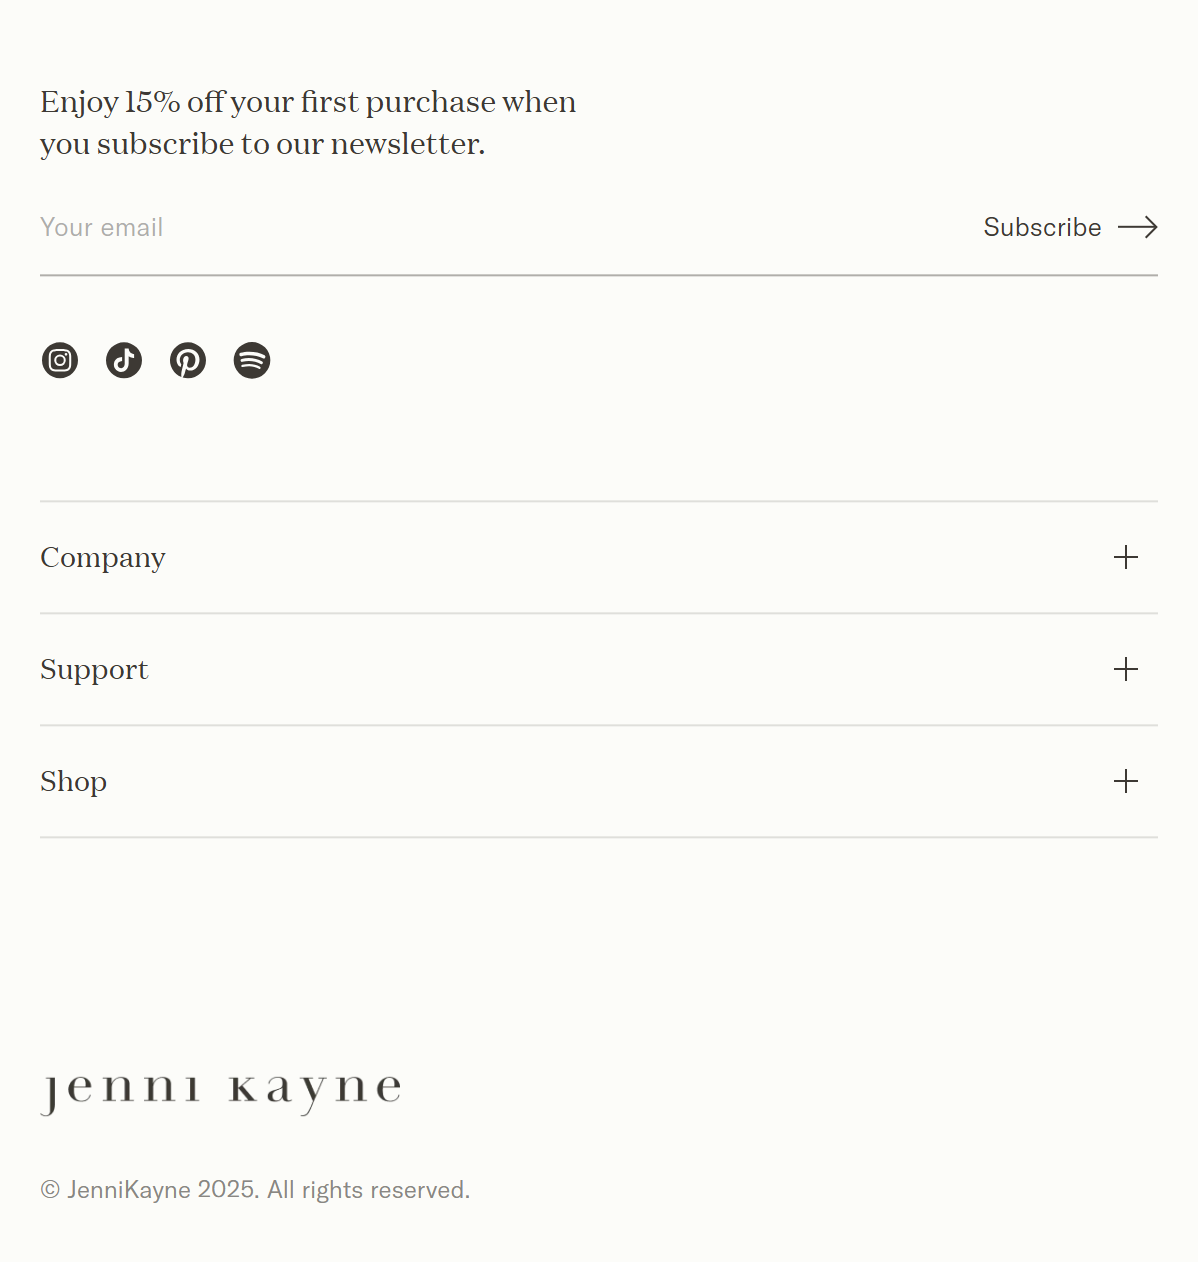 Enjoy 15% off your first purchase when
you subscribe to our newsletter.
Your email
Subscribe
Company
Support
Shop
jenni kayne
© JenniKayne 2025. All rights reserved.